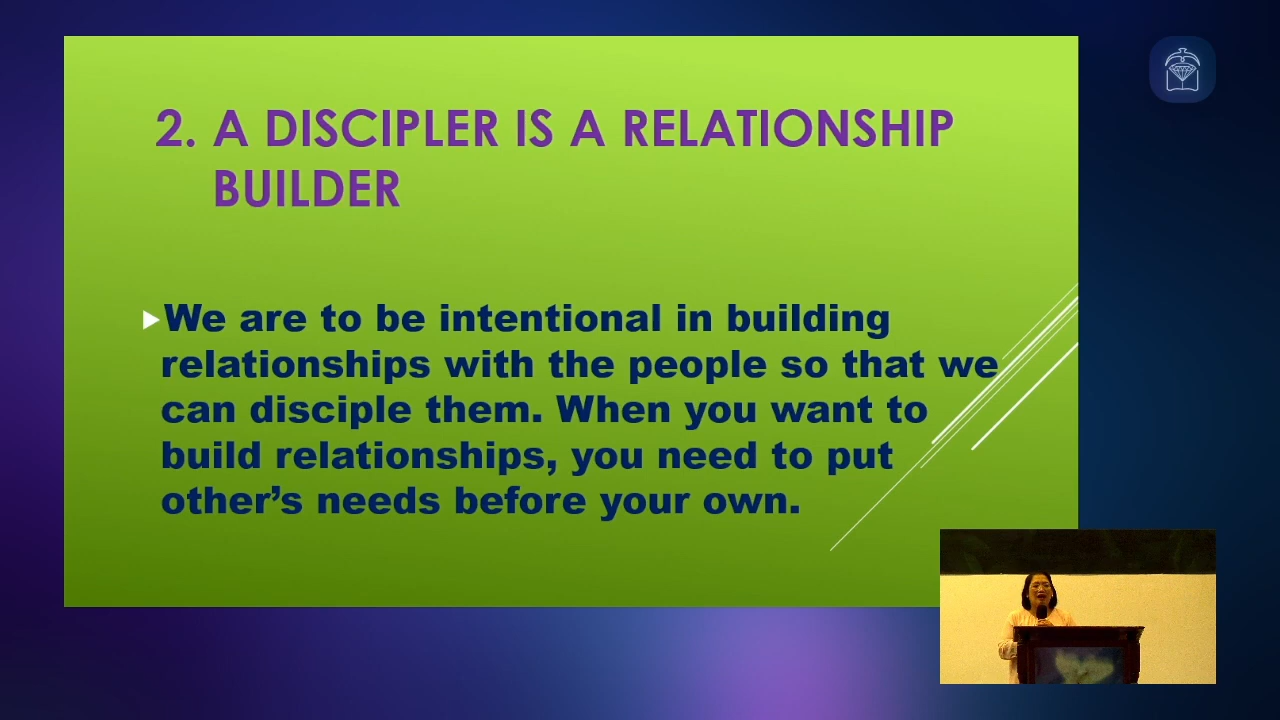 2. A DISCIPLER IS A RELATIONSHIP
BUILDER
We are to be intentional in building
relationships with the people so that we
can disciple them. When you want to
build relationships, you need to put
other’s needs before your own.